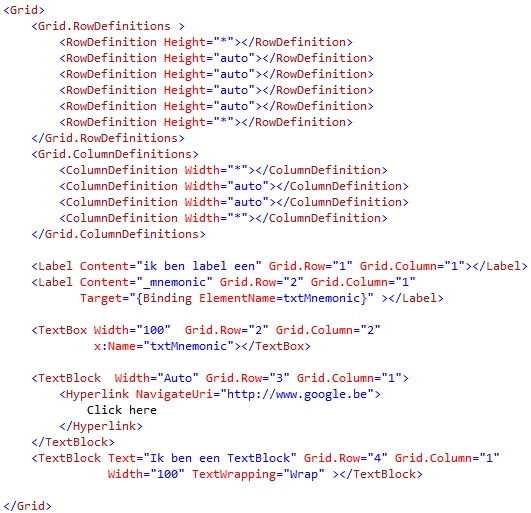 <Grid>
    <Grid.RowDefinitions >
        <RowDefinition Height="*"></RowDefinition>
        <RowDefinition Height="auto"></RowDefinition>
        <RowDefinition Height="auto"></RowDefinition>
        <RowDefinition Height="auto"></RowDefinition>
        <RowDefinition Height="auto"></RowDefinition>
        <RowDefinition Height="*"></RowDefinition>
    </Grid.RowDefinitions>
    <Grid.ColumnDefinitions>
        <ColumnDefinition Width="*"></ColumnDefinition>
        <ColumnDefinition Width="auto"></ColumnDefinition>
        <ColumnDefinition Width="auto"></ColumnDefinition>
        <ColumnDefinition Width="*"></ColumnDefinition>
    </Grid.ColumnDefinitions>

    <Label Content="ik ben label een" Grid.Row="1" Grid.Column="1"></Label>
    <Label Content="_mnemonic" Grid.Row="2" Grid.Column="1"
           Target="{Binding ElementName=txtMnemonic}" ></Label>

    <TextBox Width="100"  Grid.Row="2" Grid.Column="2"
             x:Name="txtMnemonic"></TextBox>

    <TextBlock  Width="Auto" Grid.Row="3" Grid.Column="1">
        <Hyperlink NavigateUri="http://www.google.be">
            Click here
        </Hyperlink>
    </TextBlock>
    <TextBlock Text="Ik ben een TextBlock" Grid.Row="4" Grid.Column="1"
               Width="100" TextWrapping="Wrap" ></TextBlock>

</Grid>